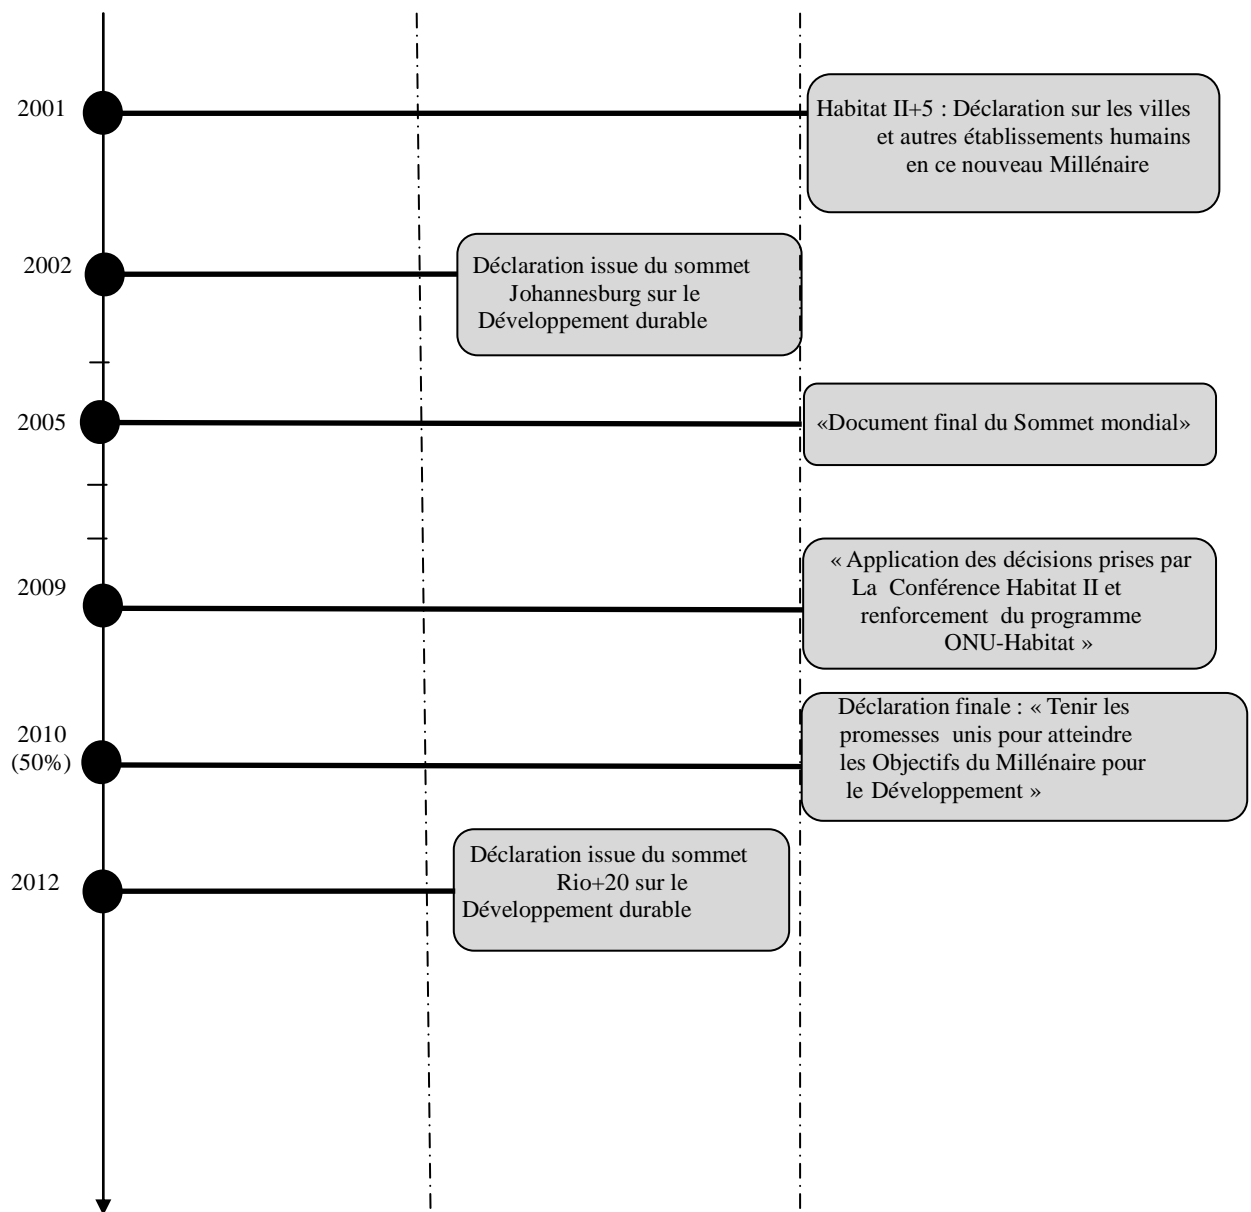 2001
Habitat II+5 : Déclaration sur les villes
et autres établissements humains
en ce nouveau Millénaire
2002
Déclaration issue du sommet
Johannesburg sur le
Développement durable
2005
«Document final du Sommet mondial»
2009
« Application des décisions prises par
La Conférence Habitat II et
renforcement du programme
ONU-Habitat »
2010
(50%)
Déclaration finale : « Tenir les
promesses unis pour atteindre
les Objectifs du Millénaire pour
le Développement »
2012
Déclaration issue du sommet
Rio+20 sur le
Développement durable